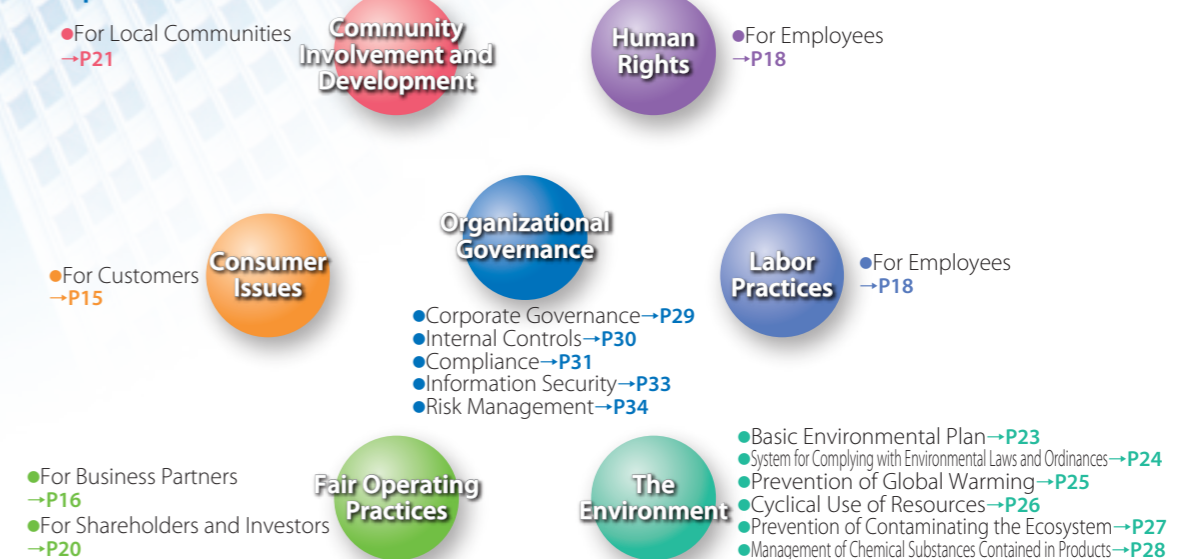 ●For Local Communities
→P21
Community
Involvement and
Development
Human
Rights
●For Employees
→P18
Organizational
Governance
●Corporate Governance→P29
●Internal Controls→P30
●Compliance→P31
●Information Security→P33
●Risk Management→P34
●For Customers
→P15
Consumer
Issues
Labor
Practices
●For Employees
→P18
●For Business Partners
→P16
●For Shareholders and Investors
→P20
Fair Operating
Practices
The
Environment
●Basic Environmental Plan→P23
●System for Complying with Environmental Laws and Ordinances→P24
●Prevention of Global Warming→P25
●Cyclical Use of Resources→P26
●Prevention of Contaminating the Ecosystem→P27
●Management of Chemical Substances Contained in Products→P28